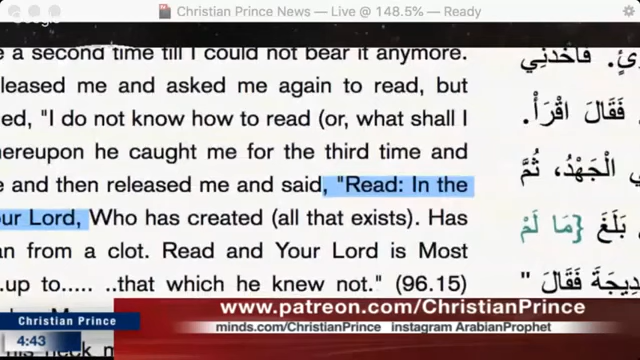 Christian Prince News — Live @ 148.5% — Ready
e a second time till I could not bear it anymore.
leased me and asked me again to read, but
ed, "I do not know how to read (or, what shall I
hereupon he caught me for the third time and
e and then released me and said, "Read: In the
our Lord, Who has created (all that exists). Has
an from a clot. Read and Your Lord is Most
..up to..... ..that which he knew not." (96.15)
رِئٍ. فَأَخَذَنِي
فَقَالَ اقْرَأْ.
ي الْجَهْدُ، ثُمَّ
بَلَغَ {مَا لَمْ
دِيجَةَ فَقَالَ "
www.patreon.com/ChristianPrince
minds.com/ChristianPrince instagram ArabianProphet
Christian Prince
4:43
his neck m